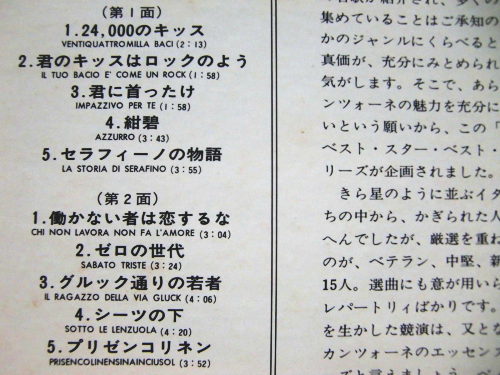 (第1面)
1.24,000のキッス
VENTIQUATTROMILLA BACI(2:13)
2.君のキッスはロックのよう
IL TUO BACIO E' COME UN ROCK(1:58)
3.君に首ったけ
IMPAZZIVO PER TE(1:58)
4.紺碧
AZZURRO(3:43)
5.セラフィーノの物語
LA STORIA DI SERAFINO(3:55)
(第2面)
1.働かない者は恋するな
CHI NON LAVORA NON FA L'AMORE(3:04)
2.ゼロの世代
SABATO TRISTE(3:24)
3.グルック通りの若者
IL RAGAZZO DELLA VIA GLUCK(4:06)
4.シーツの下
SOTTO LE LENZUOLA(4:20)
5.プリゼンコリネン
PRISENCOLINENSINAINCIUSOL(3:52)
集めていることはご承知の
かのジャンルにくらべると
真価が、充分にみとめられ
気がします。そこで、あら
ンツォーネの魅力を充分に
いという願いから、この「
ベスト・スター・ベスト・
リーズが企画されました。
きら星のように並ぶイタ
ちの中から、かぎられた人
へんでしたが、厳選を重ね
のが、ベテラン、中堅、新
15人。選曲にも意が用いら
レパートリィばかりです。
を生かした競演は、又とな
カンツォーネのエッセンス
ブと言えましょう。ベ